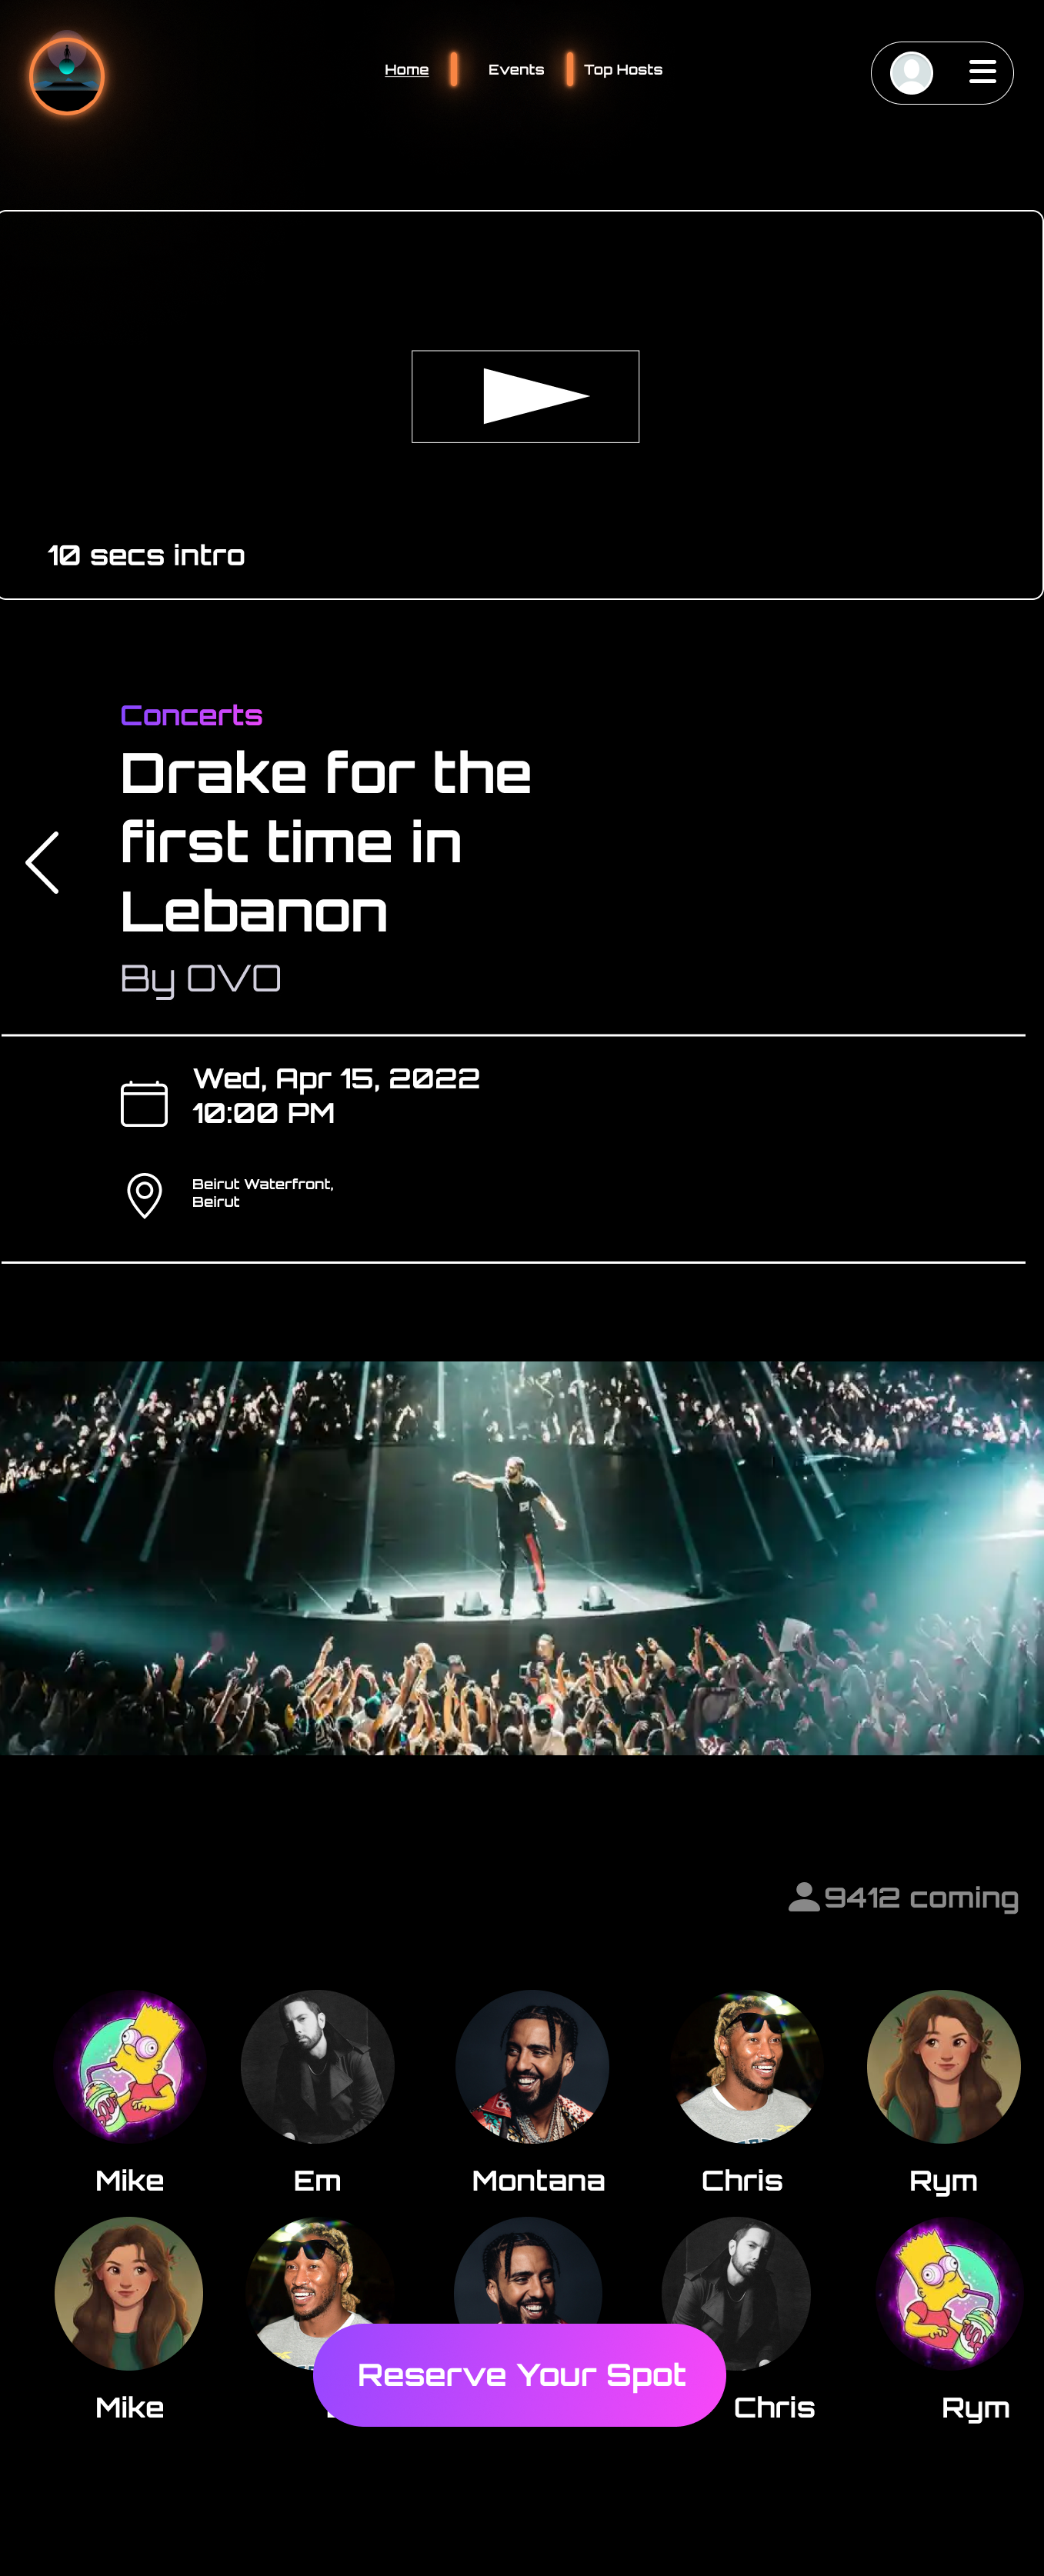 Home
Events
Top Hosts
10 secs intro
Concerts
Drake for the
first time in
Lebanon
By OVO
Wed, Apr 15, 2022
10:00 PM
Beirut Waterfront,
Beirut
9412 coming
Mike
Em
Montana
Chris
Rym
Reserve Your Spot
Mike
Chris
Rym